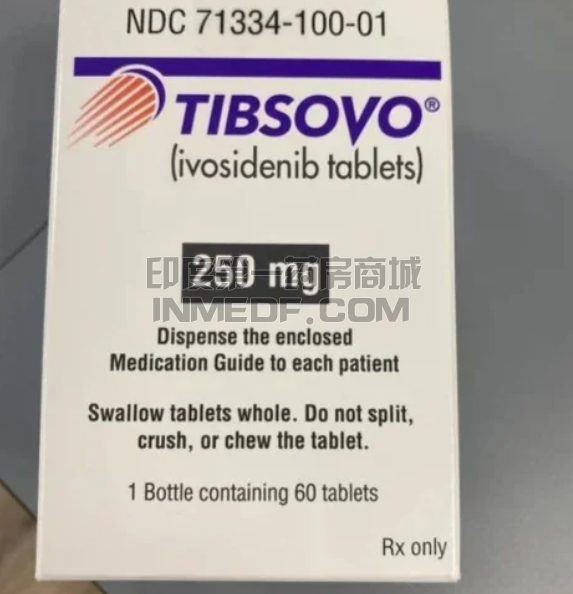 NDC 71334-100-01
TIBSOVO®
(ivosidenib tablets)
250 mg
印度第一药房商城
INMEDF.COM
Dispense the enclosed
Medication Guide to each patient
Swallow tablets whole. Do not split,
crush, or chew the tablet.
1 Bottle containing 60 tablets
Rx only